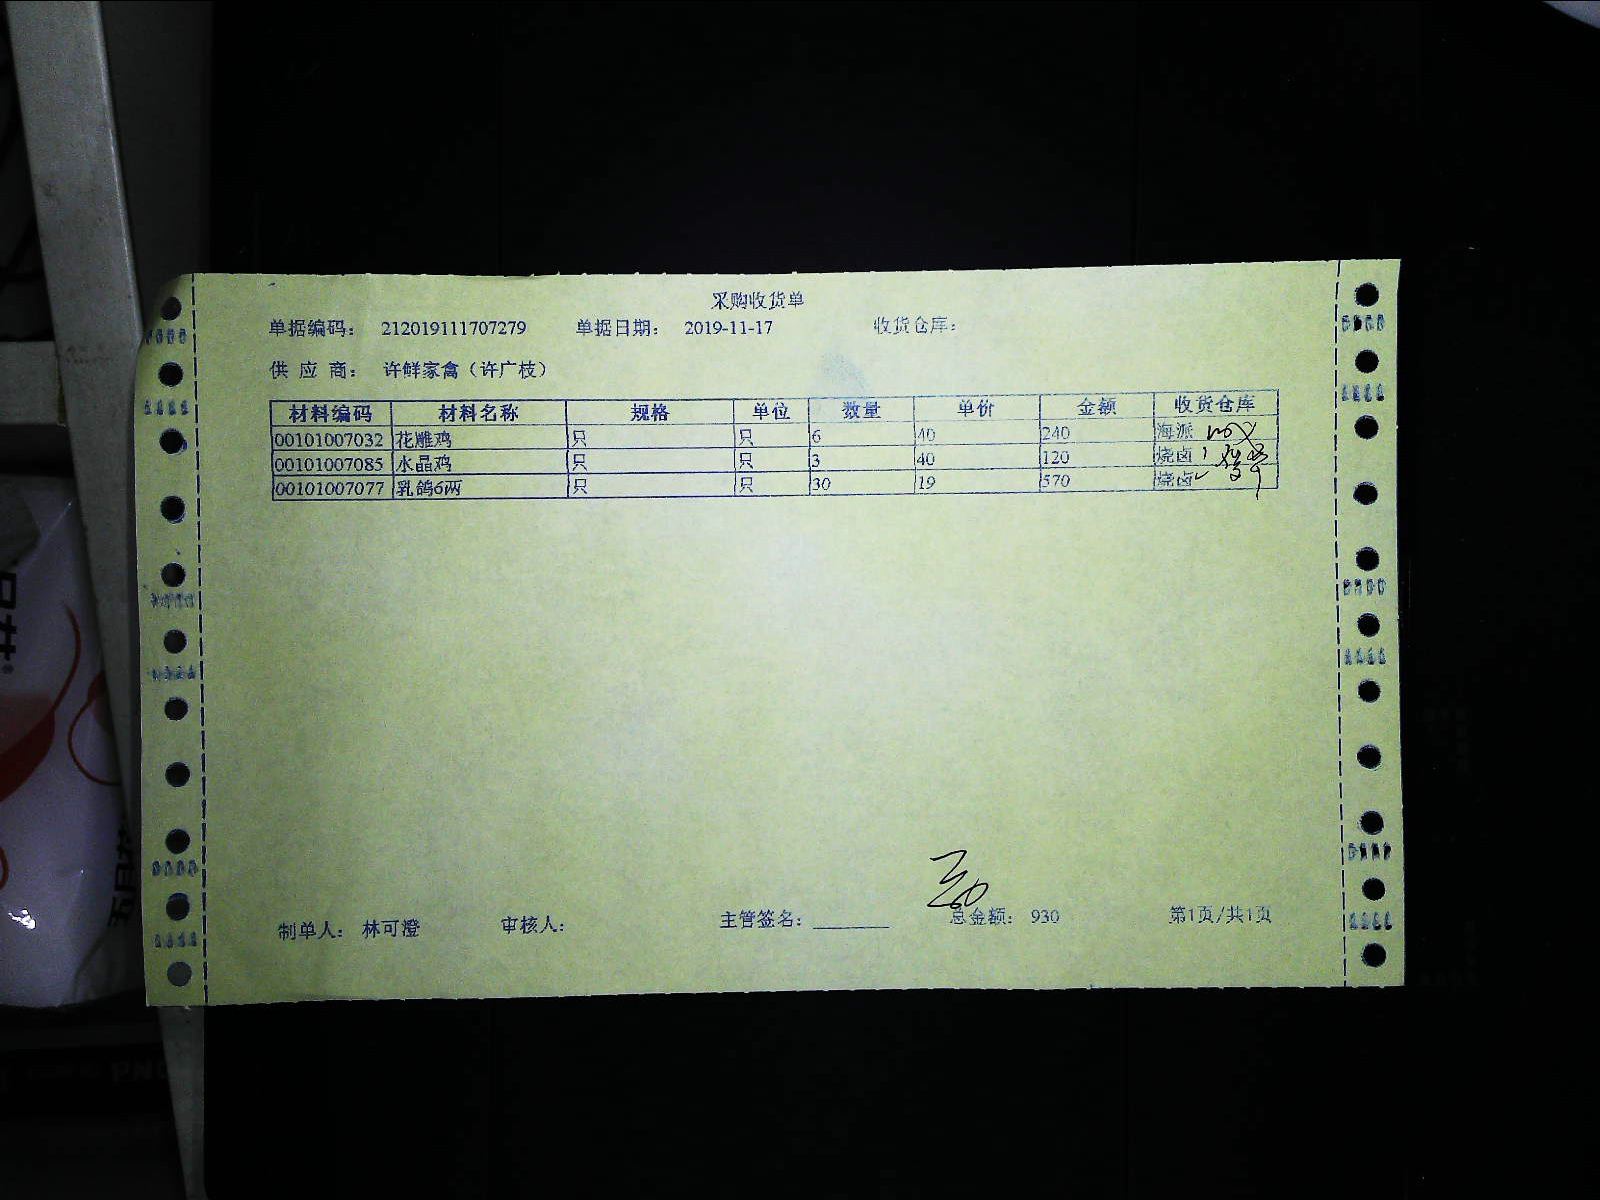 采购收货单
单据编码： 212019111707279 单据日期： 2019-11-17 收货仓库：
供 应 商： 许鲜家禽（许广枝）
材料编码 材料名称 规格 单位 数量 单价 金额 收货仓库
00101007032 花雕鸡 只 只 6 40 240 海派
00101007085 水晶鸡 只 只 3 40 120 烧卤
00101007077 乳鸽6两 只 只 30 19 570 烧卤
制单人： 林可澄 审核人： 主管签名：________ 总金额： 930 第1页/共1页